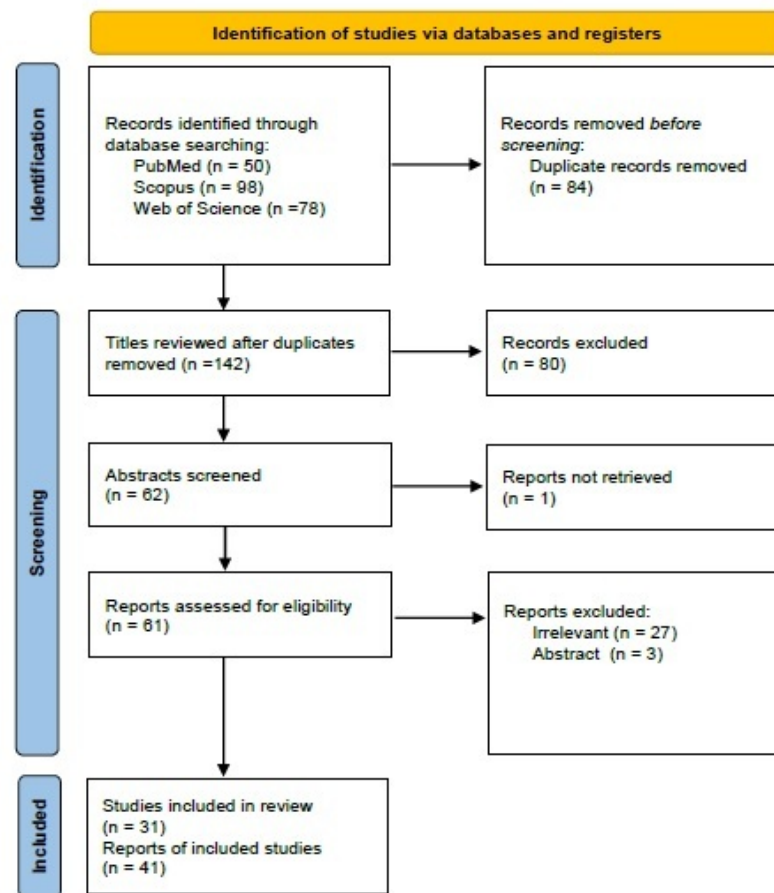 Identification of studies via databases and registers
Identification
Records identified through
database searching:
PubMed (n = 50)
Scopus (n = 98)
Web of Science (n =78)
Records removed before
screening:
Duplicate records removed
(n = 84)
Screening
Titles reviewed after duplicates
removed (n =142)
Records excluded
(n = 80)
Abstracts screened
(n = 62)
Reports not retrieved
(n = 1)
Reports assessed for eligibility
(n = 61)
Reports excluded:
Irrelevant (n = 27)
Abstract (n = 3)
Included
Studies included in review
(n = 31)
Reports of included studies
(n = 41)